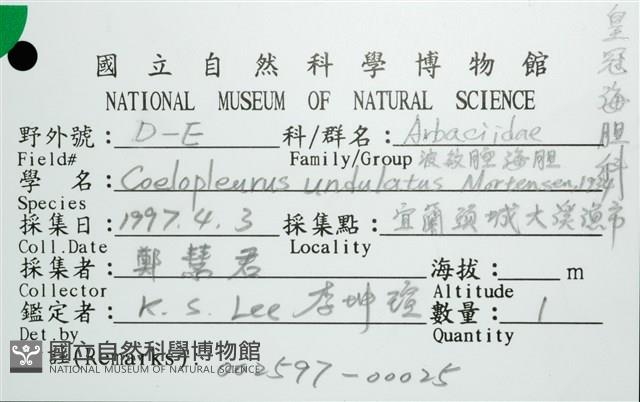 皇冠海胆科
國立自然科學博物館
NATIONAL MUSEUM OF NATURAL SCIENCE
野外號: D-E 科/群名: Arbaciidae
Field# Family/Group 波紋腔海胆
學 名: Coelopleurus undulatus Mortensen, 1934
Species
採集日: 1997.4.3 採集點: 宜蘭頭城大溪漁市
Coll.Date Locality
採集者: 鄭慧君 海拔: m
Collector Altitude
鑑定者: K.S. Lee 李坤瑄 數量: 1
Det.by Quantity
(Remarks): 002597-00025
國立自然科學博物館
NATIONAL MUSEUM OF NATURAL SCIENCE